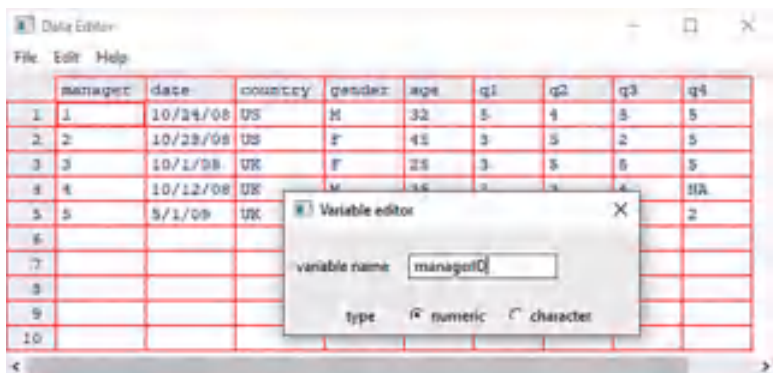 Data Editor
File Edit Help
manager date country gender age q1 q2 q3 q4
1 1 10/24/08 US M 32 5 4 5 5
2 2 10/28/08 US F 45 3 5 2 5
3 3 10/1/08 UK F 25 3 5 5 5
4 4 10/12/08 UK NA
5 5 5/1/09 UK 2
6
7
8
9
10
Variable editor
variable name managerID
type numeric character